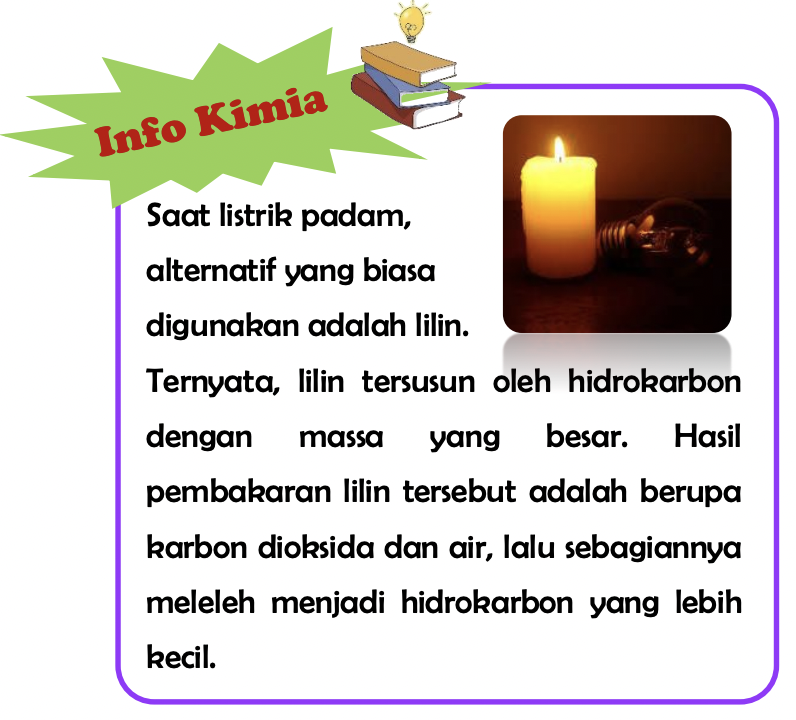 Info Kimia
Saat listrik padam,
alternatif yang biasa
digunakan adalah lilin.
Ternyata, lilin tersusun oleh hidrokarbon
dengan massa yang besar. Hasil
pembakaran lilin tersebut adalah berupa
karbon dioksida dan air, lalu sebagiannya
meleleh menjadi hidrokarbon yang lebih
kecil.